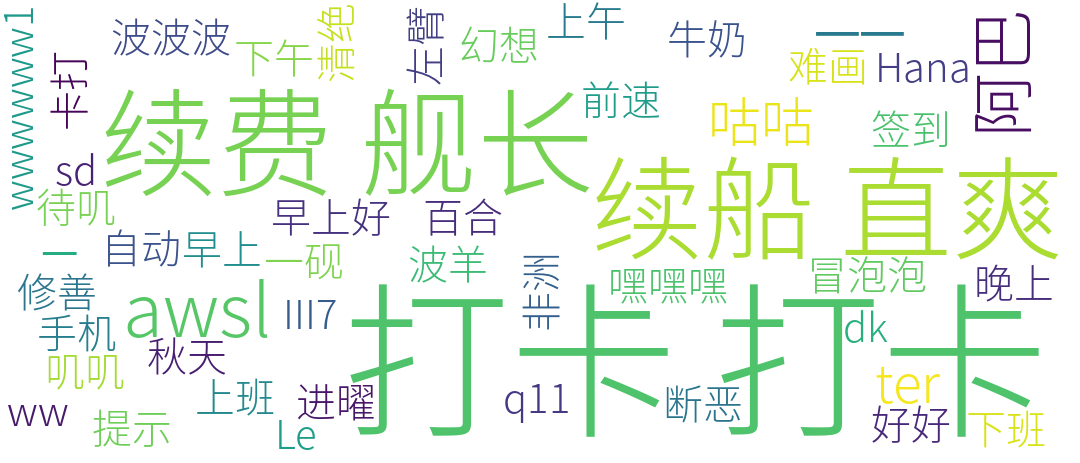 wwwwww1
波波波
下午
清绝
左臂
幻想
上午
牛奶
一一
难画
Hana
阿巴
卡打
sd
续费 舰长
前速
咕咕
签到
待叽
早上好
百合
续船 直爽
一
自动早上
一砚
波羊
非洲
嘿嘿嘿
冒泡泡
晚上
修善
手机
awsl
III7
打卡打卡
dk
叽叽
秋天
上班
进曜
q11
断恶
ter
ww
提示
Le
好好
下班